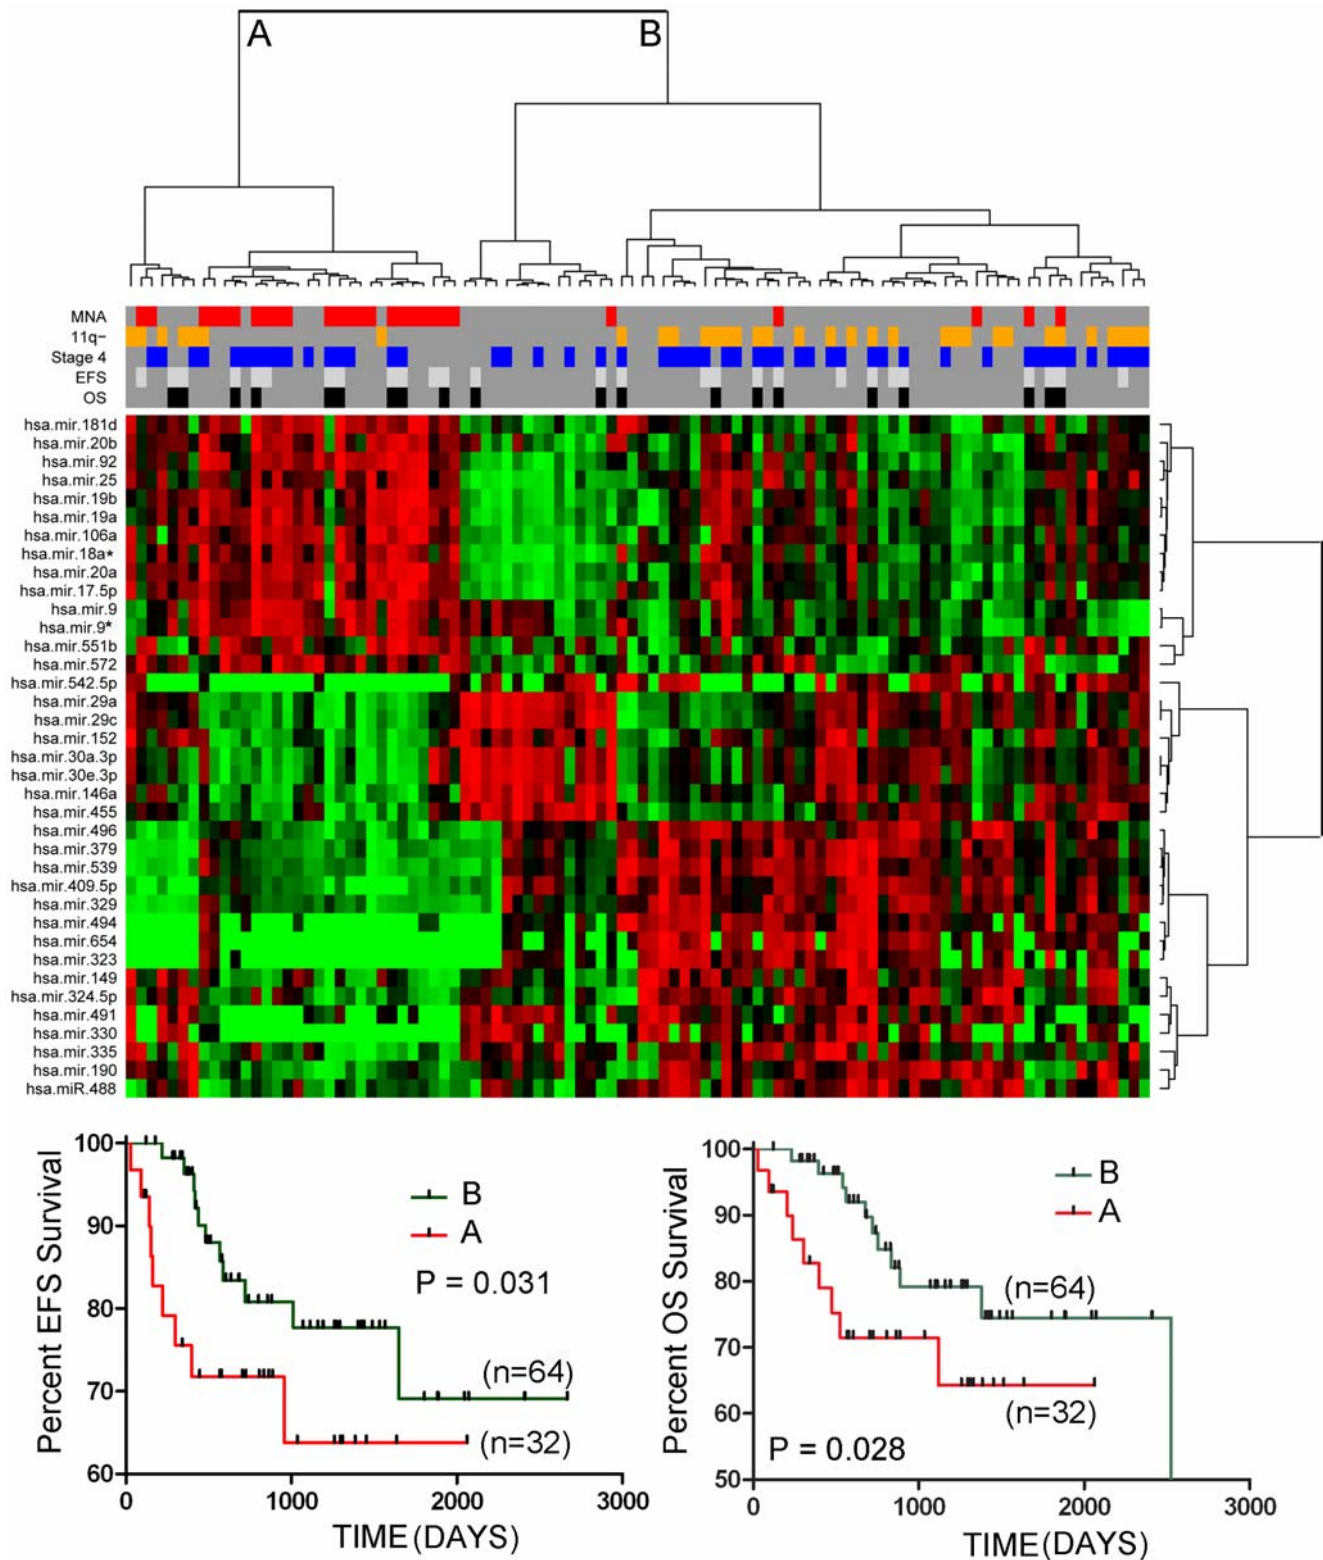 A B
MNA
11q−
Stage 4
EFS
OS
hsa.mir.181d
hsa.mir.20b
hsa.mir.92
hsa.mir.25
hsa.mir.19b
hsa.mir.19a
hsa.mir.106a
hsa.mir.18a*
hsa.mir.20a
hsa.mir.17.5p
hsa.mir.9
hsa.mir.9*
hsa.mir.551b
hsa.mir.572
hsa.mir.542.5p
hsa.mir.29a
hsa.mir.29c
hsa.mir.152
hsa.mir.30a.3p
hsa.mir.30e.3p
hsa.mir.146a
hsa.mir.455
hsa.mir.496
hsa.mir.379
hsa.mir.539
hsa.mir.409.5p
hsa.mir.329
hsa.mir.494
hsa.mir.654
hsa.mir.323
hsa.mir.149
hsa.mir.324.5p
hsa.mir.491
hsa.mir.330
hsa.mir.335
hsa.mir.190
hsa.miR.488
Percent EFS Survival
100
90
80
70
60
B
A
P = 0.031
(n=64)
(n=32)
0 1000 2000 3000
TIME(DAYS)
Percent OS Survival
100
90
80
70
60
50
B
A
(n=64)
(n=32)
P = 0.028
0 1000 2000 3000
TIME(DAYS)